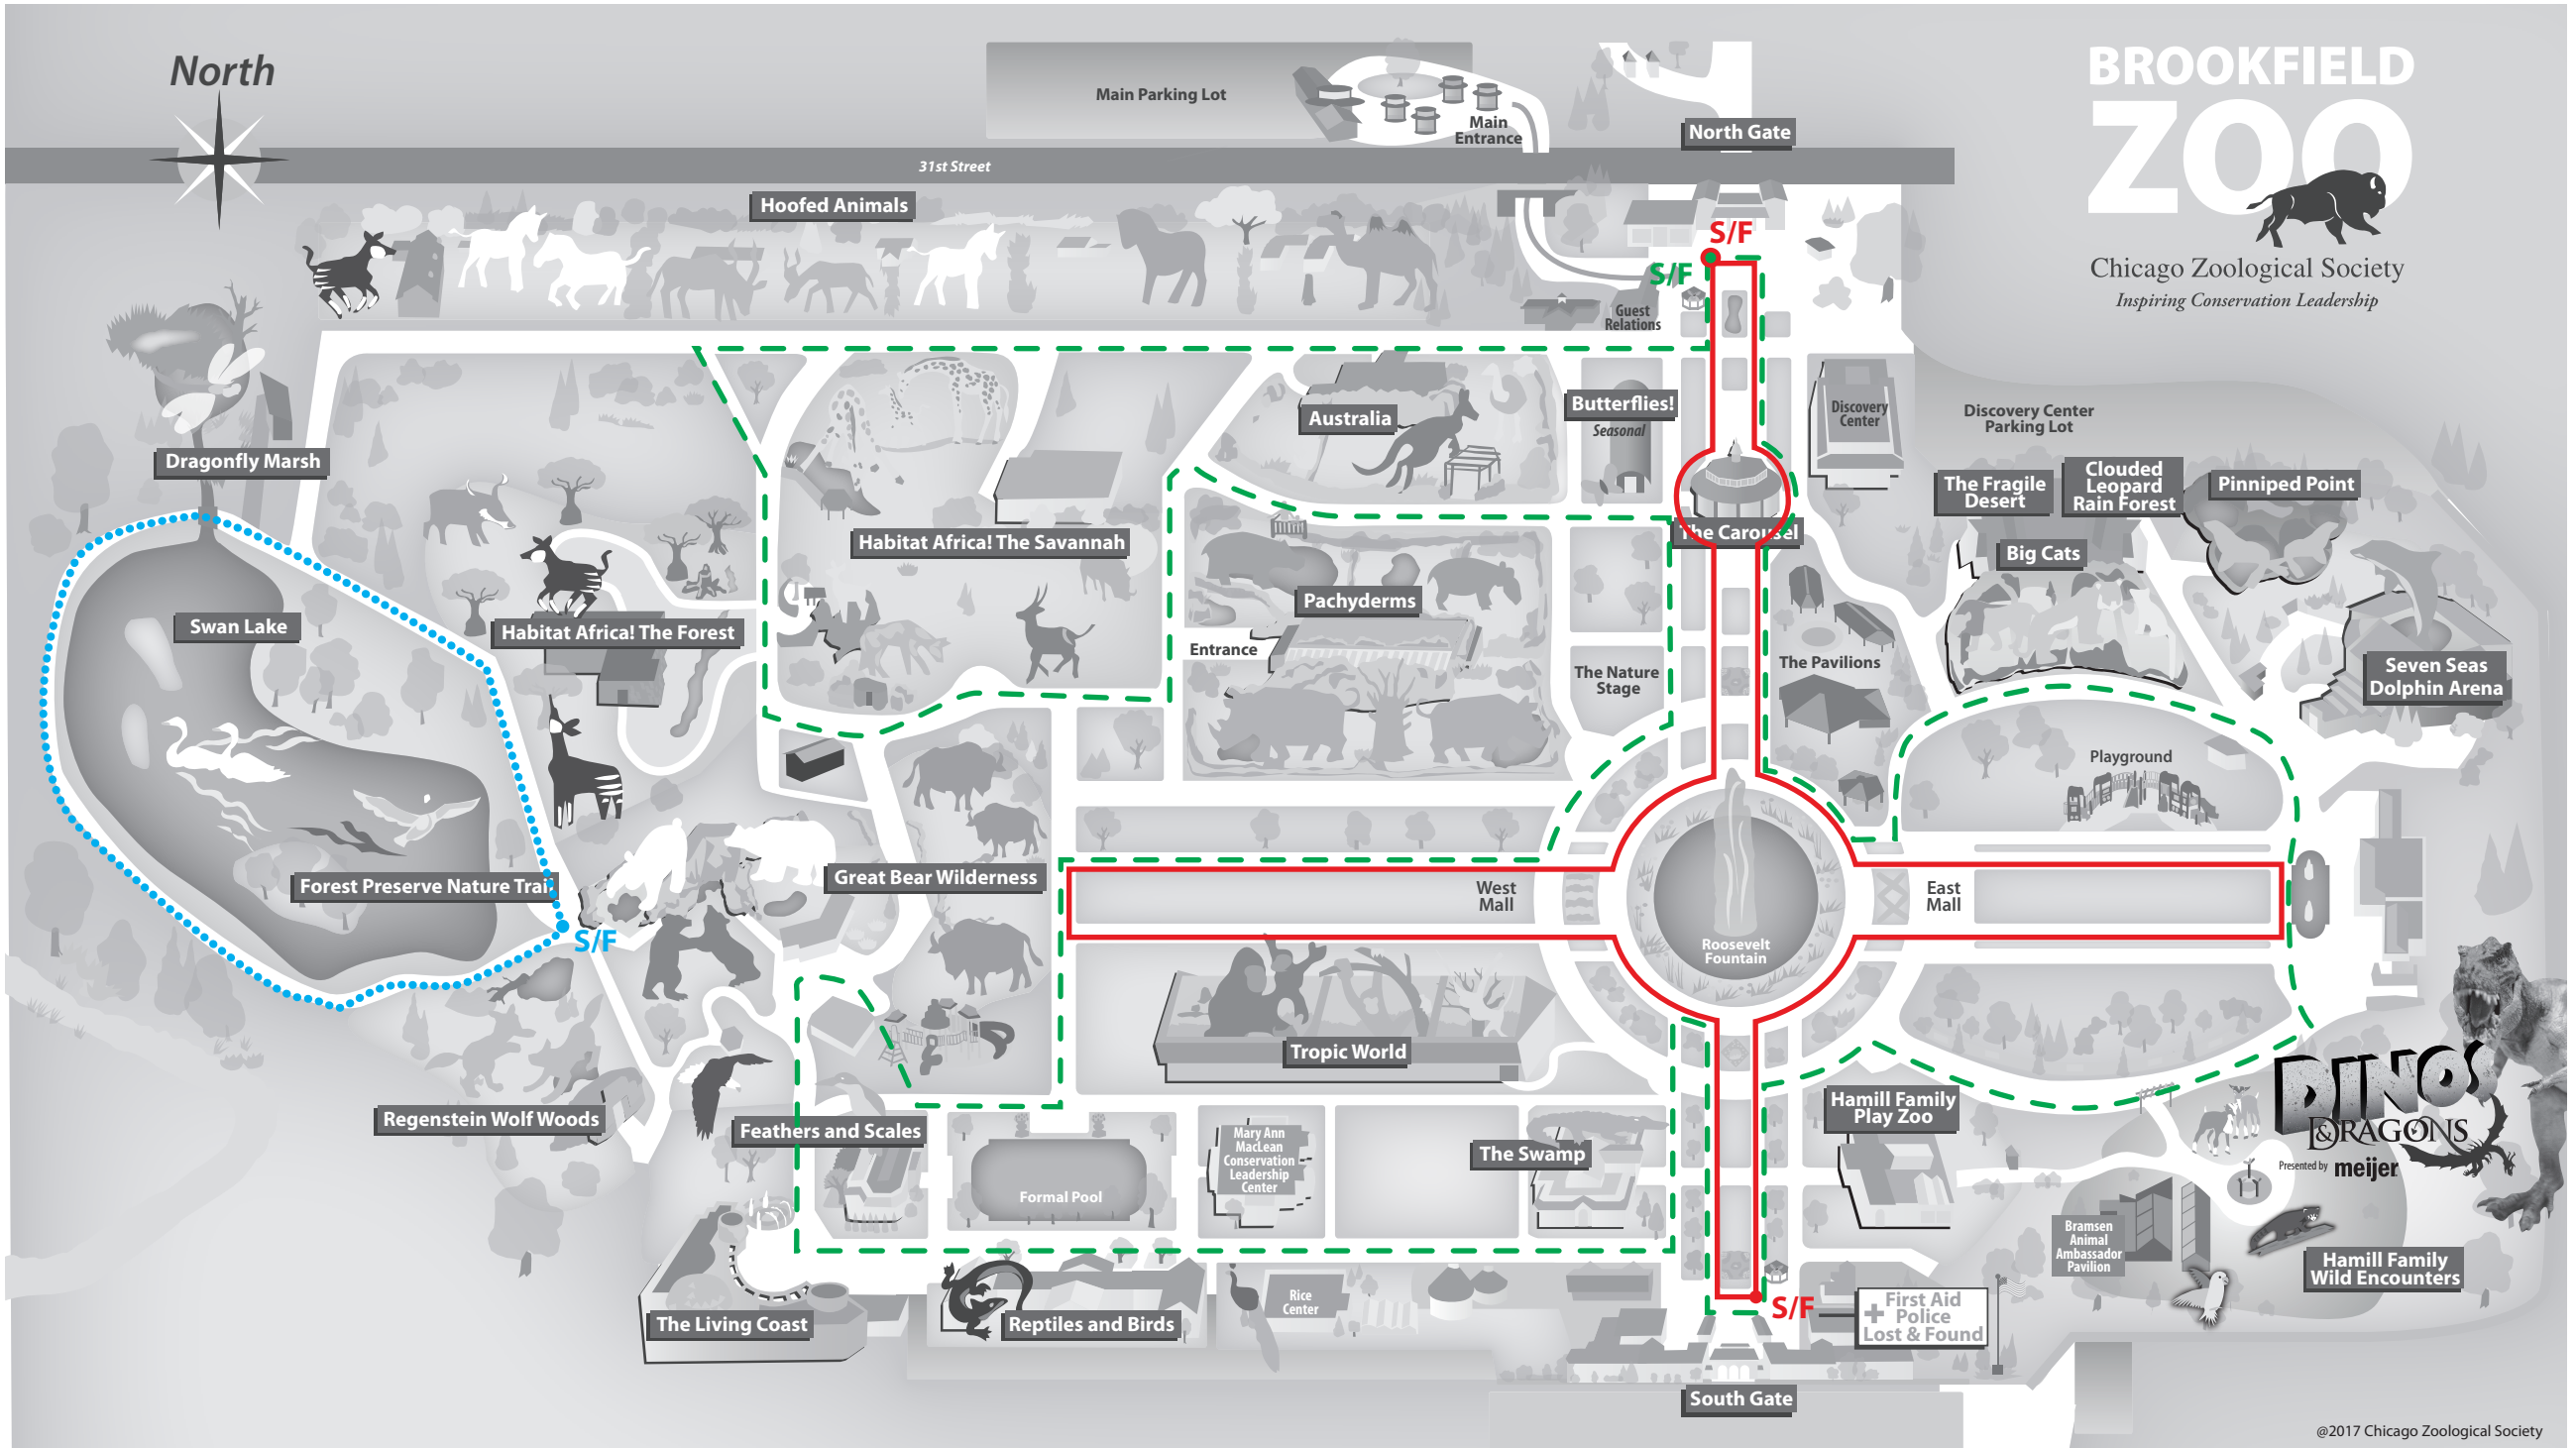 North
Main Parking Lot
Main
Entrance
North Gate
BROOKFIELD
ZOO
31st Street
Hoofed Animals
S/F
S/F
Chicago Zoological Society
Inspiring Conservation Leadership
Guest
Relations
Australia
Butterflies!
Seasonal
Discovery
Center
Discovery Center
Parking Lot
Dragonfly Marsh
The Fragile
Desert
Clouded
Leopard
Rain Forest
Pinniped Point
Habitat Africa! The Savannah
The Carousel
Big Cats
Swan Lake
Habitat Africa! The Forest
Pachyderms
Entrance
The Nature
Stage
The Pavilions
Seven Seas
Dolphin Arena
Playground
Forest Preserve Nature Trail
Great Bear Wilderness
West
Mall
East
Mall
S/F
Roosevelt
Fountain
Tropic World
Regenstein Wolf Woods
Feathers and Scales
Mary Ann
MacLean
Conservation
Leadership
Center
The Swamp
Hamill Family
Play Zoo
DINOS
& DRAGONS
Presented by meijer
Formal Pool
Bramsen
Animal
Ambassador
Pavilion
Hamill Family
Wild Encounters
The Living Coast
Reptiles and Birds
Rice
Center
S/F
First Aid
Police
Lost & Found
South Gate
@2017 Chicago Zoological Society